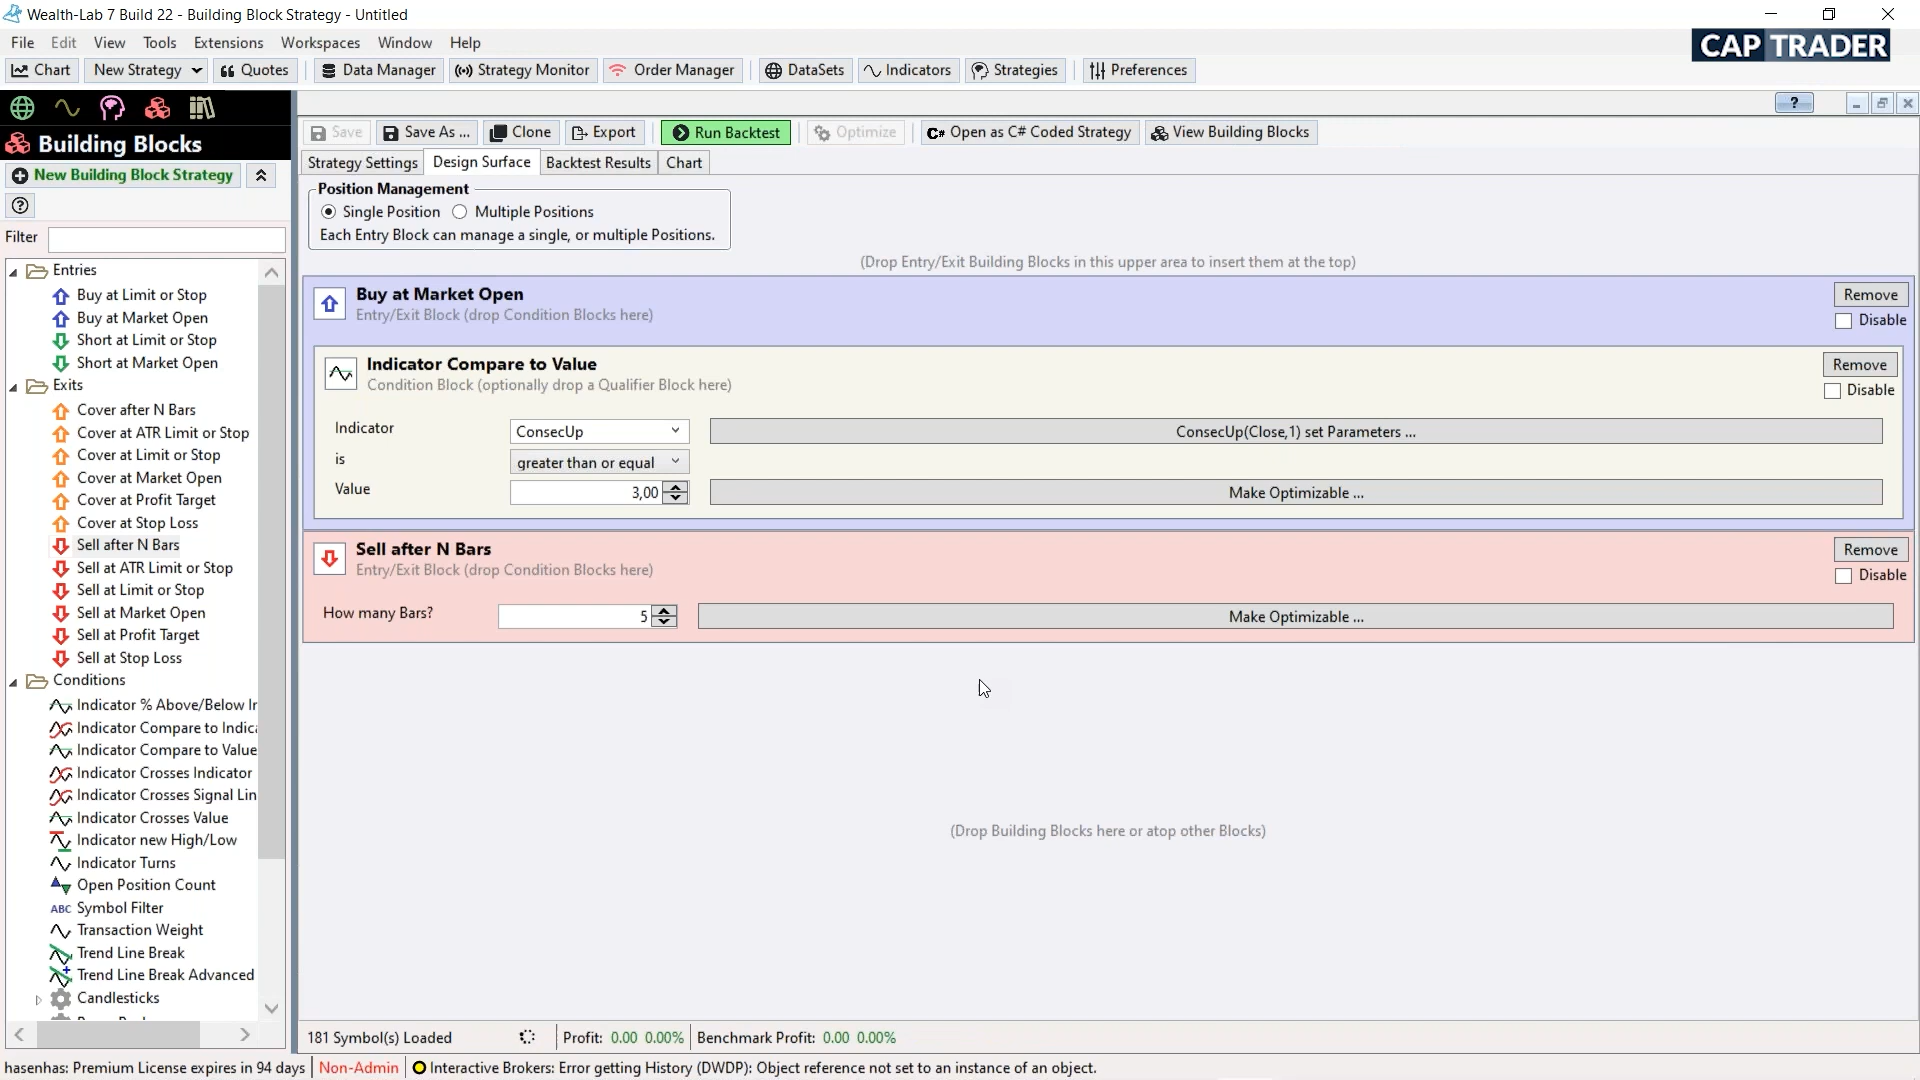 Wealth-Lab 7 Build 22 - Building Block Strategy - Untitled
File Edit View Tools Extensions Workspaces Window Help
CAP TRADER
Chart New Strategy Quotes Data Manager Strategy Monitor Order Manager DataSets Indicators Strategies Preferences
?
Building Blocks
New Building Block Strategy
Filter
Entries
Buy at Limit or Stop
Buy at Market Open
Short at Limit or Stop
Short at Market Open
Exits
Cover after N Bars
Cover at ATR Limit or Stop
Cover at Limit or Stop
Cover at Market Open
Cover at Profit Target
Cover at Stop Loss
Sell after N Bars
Sell at ATR Limit or Stop
Sell at Limit or Stop
Sell at Market Open
Sell at Profit Target
Sell at Stop Loss
Conditions
Indicator % Above/Below Ir
Indicator Compare to Indic
Indicator Compare to Value
Indicator Crosses Indicator
Indicator Crosses Signal Lin
Indicator Crosses Value
Indicator new High/Low
Indicator Turns
Open Position Count
ABC Symbol Filter
Transaction Weight
Trend Line Break
Trend Line Break Advanced
Candlesticks
Save Save As ... Clone Export Run Backtest Optimize C# Open as C# Coded Strategy View Building Blocks
Strategy Settings Design Surface Backtest Results Chart
Position Management
Single Position Multiple Positions
Each Entry Block can manage a single, or multiple Positions.
(Drop Entry/Exit Building Blocks in this upper area to insert them at the top)
Buy at Market Open
Entry/Exit Block (drop Condition Blocks here)
Remove
Disable
Indicator Compare to Value
Condition Block (optionally drop a Qualifier Block here)
Remove
Disable
Indicator ConsecUp ConsecUp(Close,1) set Parameters ...
is greater than or equal
Value 3,00 Make Optimizable ...
Sell after N Bars
Entry/Exit Block (drop Condition Blocks here)
Remove
Disable
How many Bars? 5 Make Optimizable ...
(Drop Building Blocks here or atop other Blocks)
181 Symbol(s) Loaded Profit: 0.00 0.00% Benchmark Profit: 0.00 0.00%
hasenhas: Premium License expires in 94 days Non-Admin Interactive Brokers: Error getting History (DWDP): Object reference not set to an instance of an object.